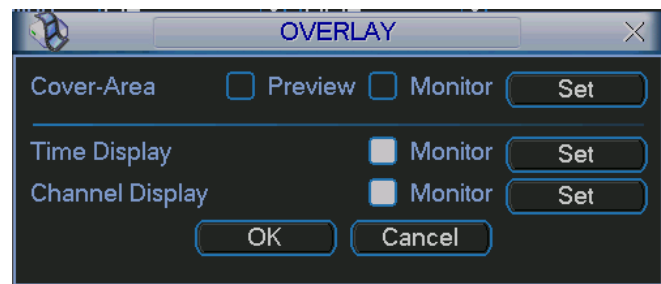 OVERLAY
Cover-Area Preview Monitor Set
Time Display Monitor Set
Channel Display Monitor Set
OK Cancel